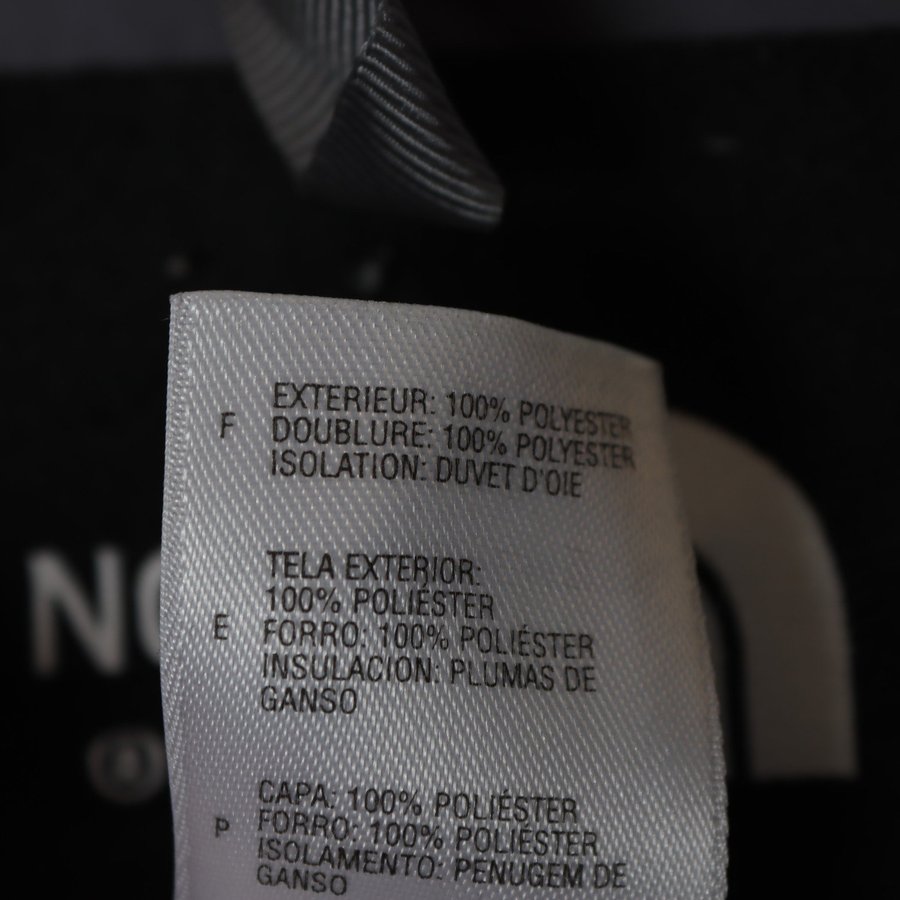 F
EXTERIEUR: 100% POLYESTER
DOUBLURE: 100% POLYESTER
ISOLATION: DUVET D'OIE
E
TELA EXTERIOR:
100% POLIÉSTER
FORRO: 100% POLIÉSTER
INSULACION: PLUMAS DE
GANSO
P
CAPA: 100% POLIÉSTER
FORRO: 100% POLIÉSTER
ISOLAMENTO: PENUGEM DE
GANSO